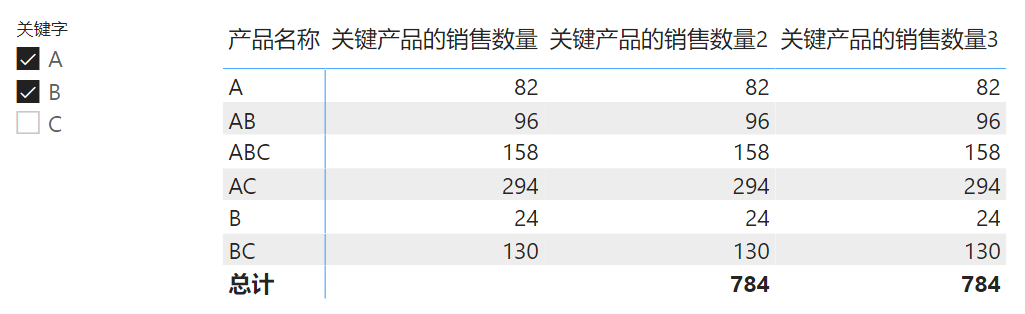 关键字
A
B
C
产品名称 关键产品的销售数量 关键产品的销售数量2 关键产品的销售数量3
A 82 82 82
AB 96 96 96
ABC 158 158 158
AC 294 294 294
B 24 24 24
BC 130 130 130
总计 784 784